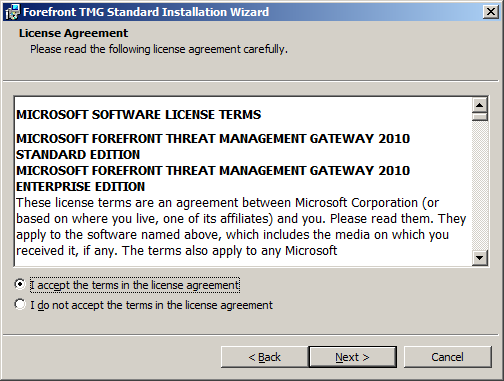 Forefront TMG Standard Installation Wizard
License Agreement
Please read the following license agreement carefully.
MICROSOFT SOFTWARE LICENSE TERMS
MICROSOFT FOREFRONT THREAT MANAGEMENT GATEWAY 2010
STANDARD EDITION
MICROSOFT FOREFRONT THREAT MANAGEMENT GATEWAY 2010
ENTERPRISE EDITION
These license terms are an agreement between Microsoft Corporation (or
based on where you live, one of its affiliates) and you. Please read them. They
apply to the software named above, which includes the media on which you
received it, if any. The terms also apply to any Microsoft
I accept the terms in the license agreement
I do not accept the terms in the license agreement
< Back Next > Cancel